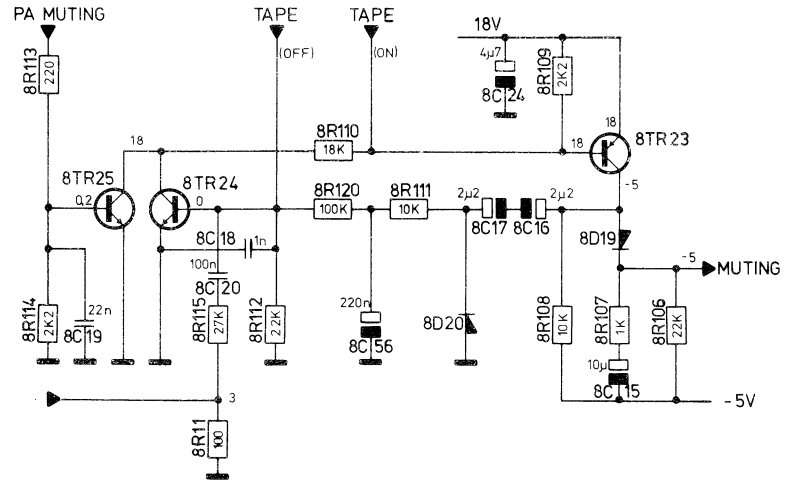 PA MUTING
TAPE
TAPE
(OFF)
(ON)
18V
8R113
220
4µ7
8C24
8R109
2K2
18
8R110
18K
18
18
8TR23
8TR25
8TR24
0,2
0
8R120
100K
8R111
10K
2µ2
2µ2
-5
8C17
8C16
8D19
8C18
1n
100n
8C20
-5
MUTING
8R114
2K2
22n
8C19
8R115
27K
8R112
2.2K
220n
8C56
8D20
8R108
10K
8R107
1K
8R106
22K
10µ
8C15
3
-5V
8R11
100